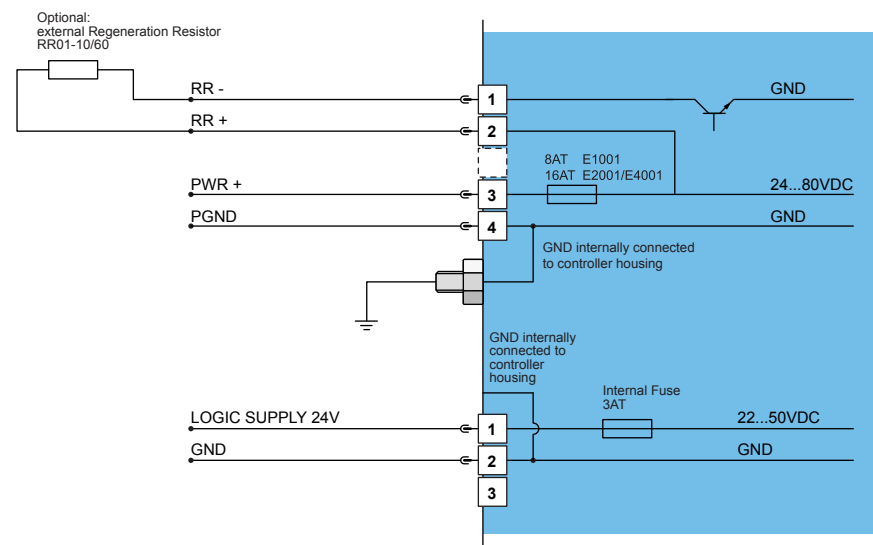 Optional:
external Regeneration Resistor
RR01-10/60
RR -
1
GND
RR +
2
8AT E1001
16AT E2001/E4001
PWR +
3
24...80VDC
PGND
4
GND
GND internally connected
to controller housing
GND internally
connected to
controller
housing
Internal Fuse
3AT
LOGIC SUPPLY 24V
1
22...50VDC
GND
2
GND
3